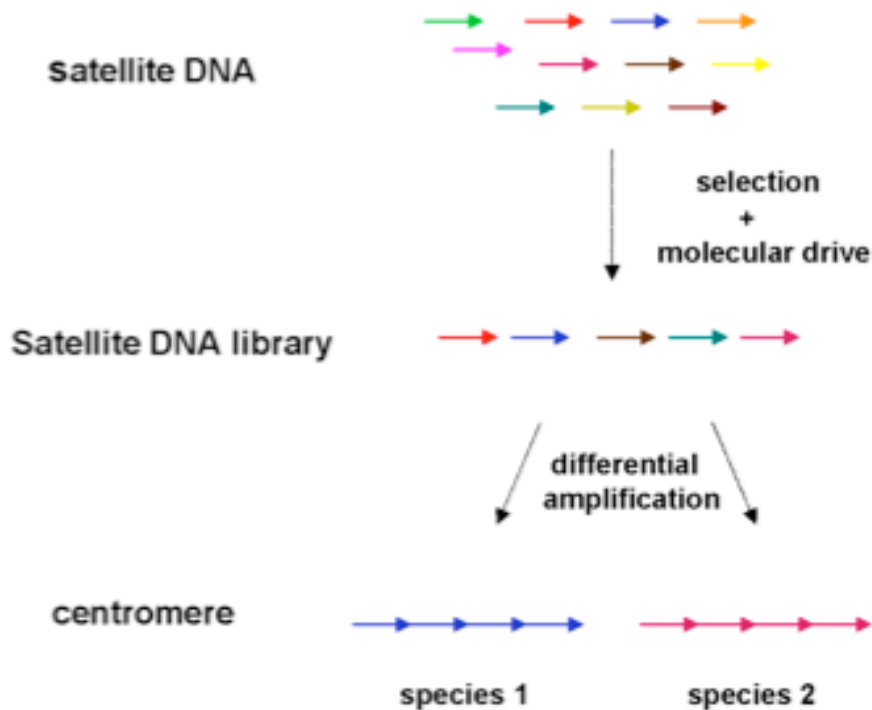 satellite DNA
selection
+
molecular drive
Satellite DNA library
differential
amplification
centromere
species 1
species 2